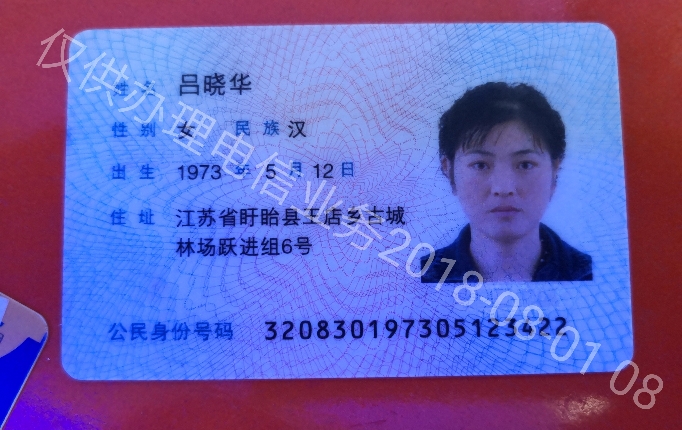 姓名 吕晓华
性别 女 民族 汉
出生 1973 年 5 月 12 日
住址 江苏省盱眙县王店乡古城
林场跃进组6号
公民身份号码 320830197305123422
仅供办理电信业务2018-08-01 08